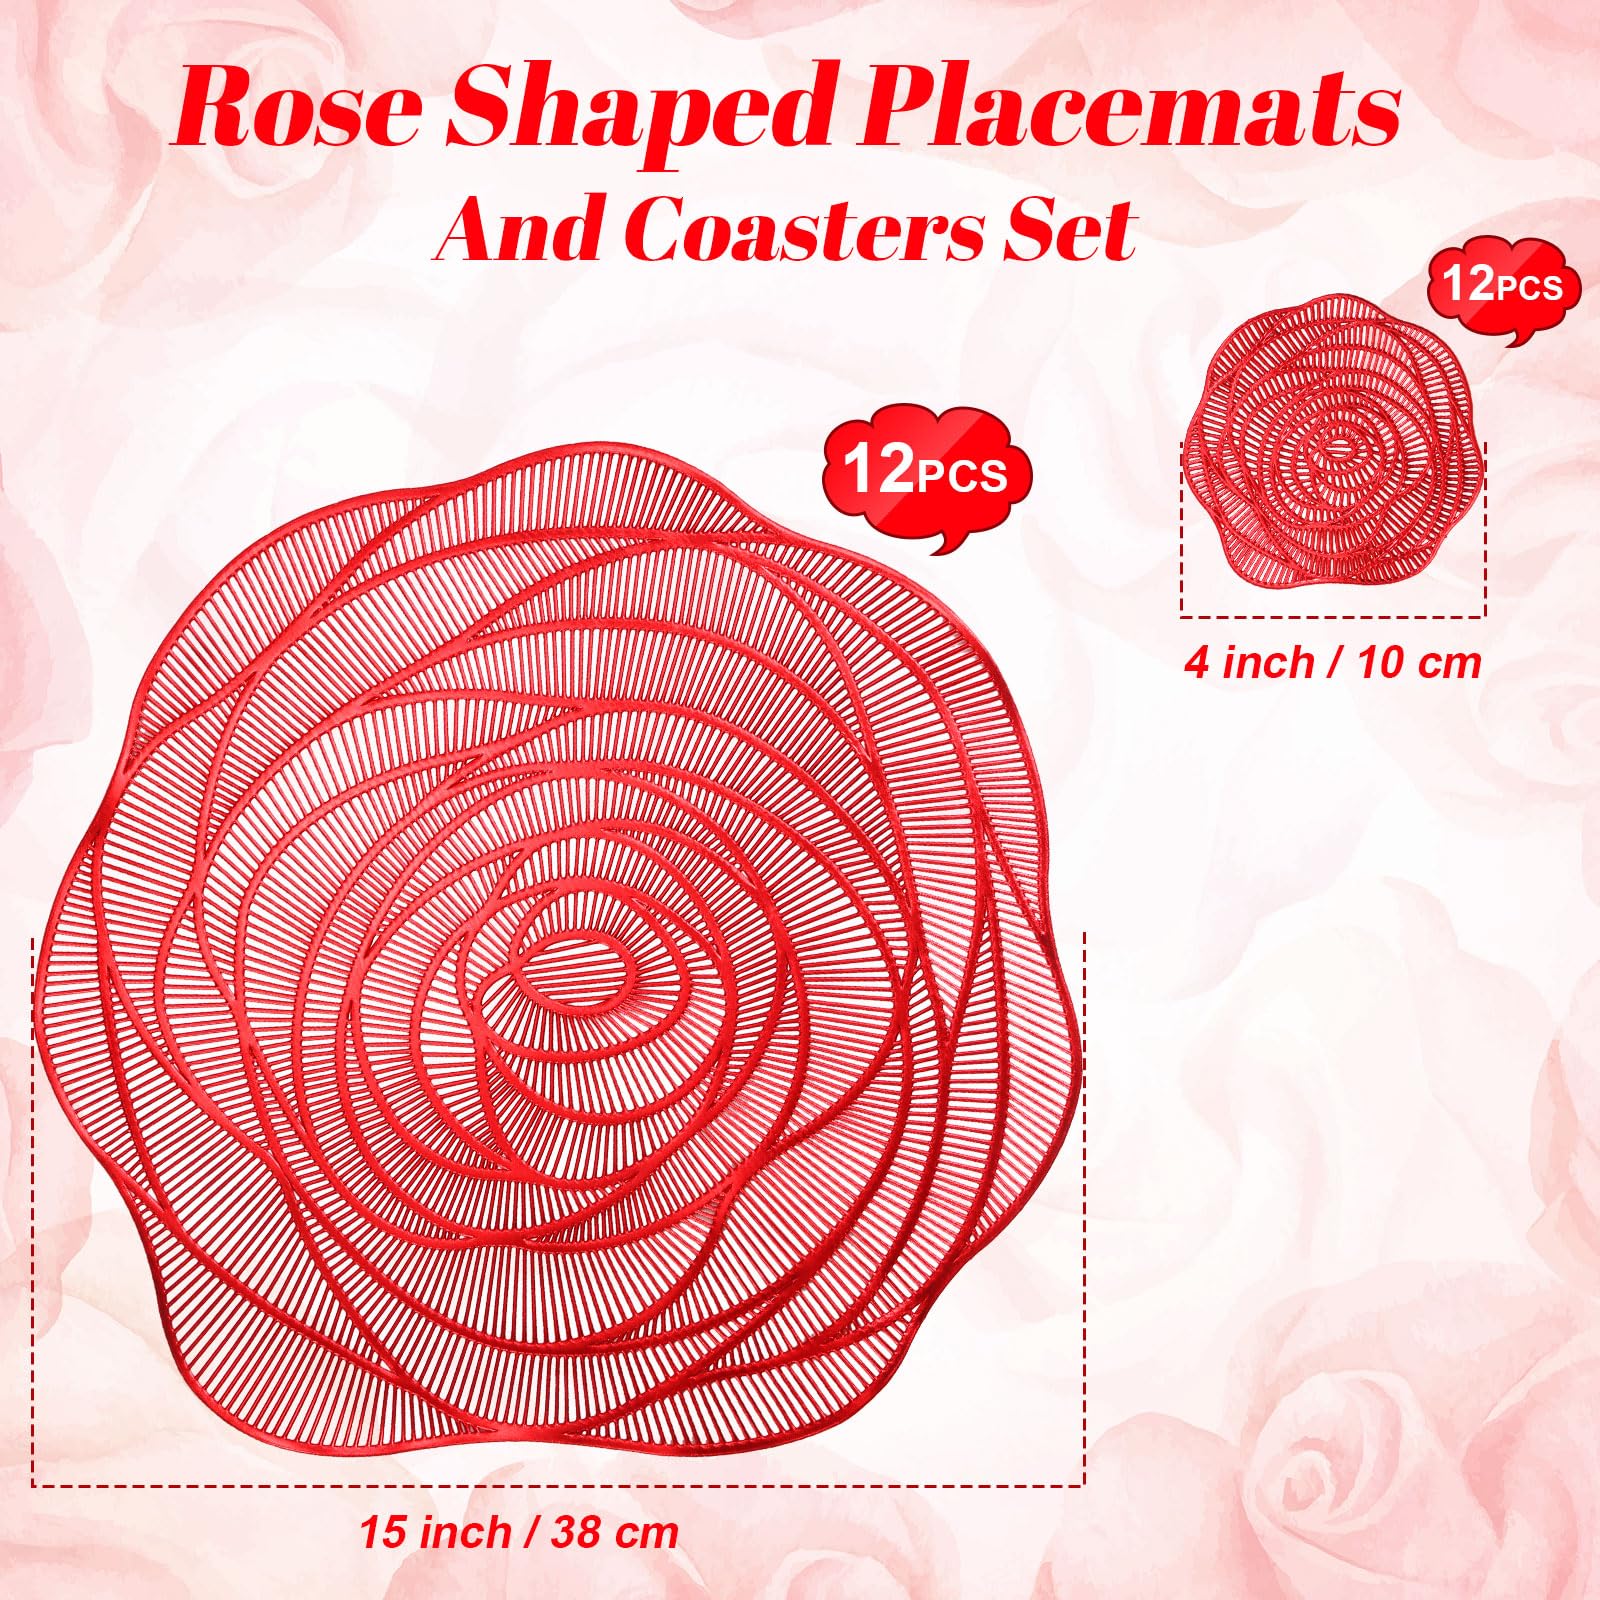 Rose Shaped Placemats
And Coasters Set
12PCS
12PCS
4 inch / 10 cm
15 inch / 38 cm